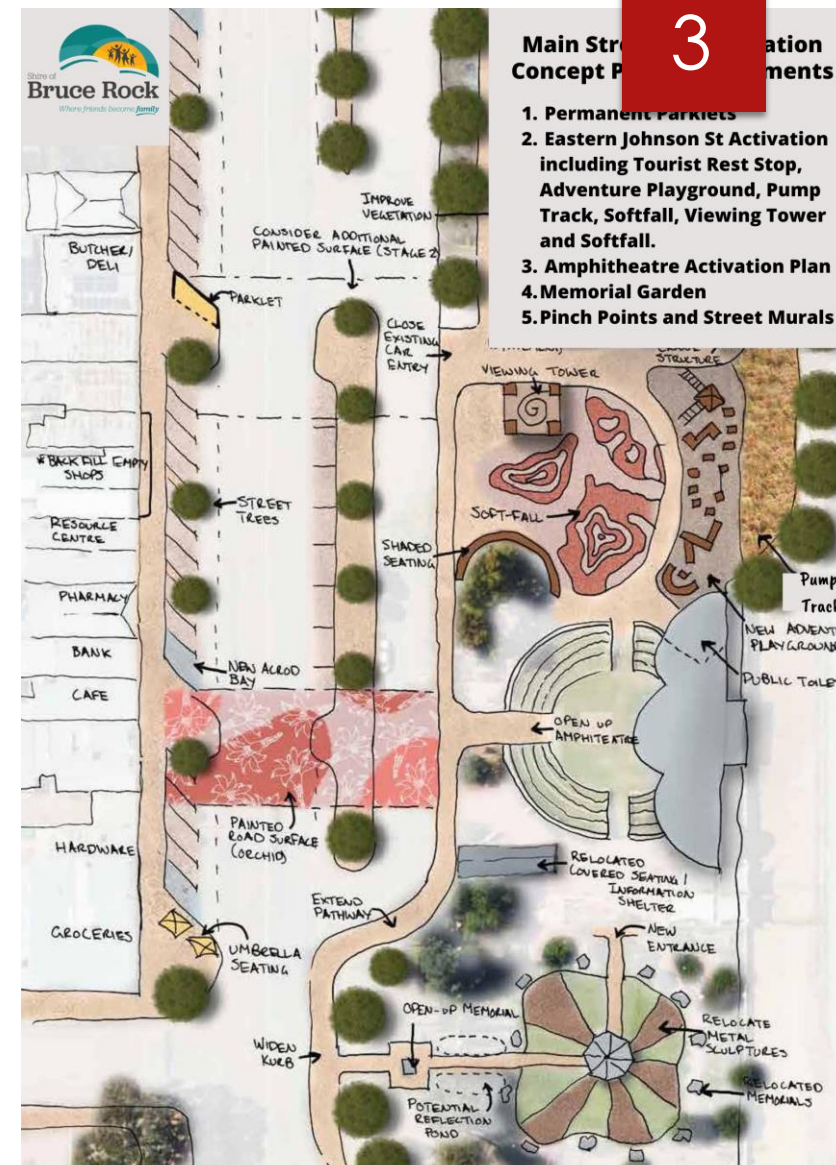 Shire of
Bruce Rock
Where friends become family
3
Main Str ation
Concept P ments
1. Permanent Parklets
2. Eastern Johnson St Activation
including Tourist Rest Stop,
Adventure Playground, Pump
Track, Softfall, Viewing Tower
and Softfall.
3. Amphitheatre Activation Plan
4. Memorial Garden
5. Pinch Points and Street Murals
IMPROVE
VEGETATION
CONSIDER ADDITIONAL
PAINTED SURFACE (STAGE 2)
BUTCHER/
DELI
PARKLET
CLOSE
EXISTING
CAR
ENTRY
STRUCTURE
VIEWING TOWER
*BACK FILL EMPTY
SHOPS
STREET
TREES
SOFT-FALL
RESOURCE
CENTRE
SHADED
SEATING
Pump
Track
PHARMACY
NEW ADVENT
PLAYGROUND
BANK
NEW ACROD
BAY
PUBLIC TOILE
CAFE
OPEN UP
AMPHITEATRE
PAINTED
ROAD SURFACE
(ORCHID)
HARDWARE
RELOCATED
COVERED SEATING /
INFORMATION
SHELTER
EXTEND
PATHWAY
GROCERIES
UMBRELLA
SEATING
NEW
ENTRANCE
OPEN-UP MEMORIAL
RELOCATE
METAL
SCULPTURES
WIDEN
KURB
RELOCATED
MEMORIALS
POTENTIAL
REFLECTION
POND